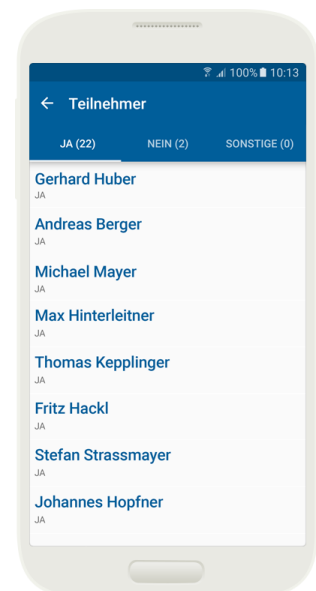 100% 10:13
Teilnehmer
JA (22) NEIN (2) SONSTIGE (0)
Gerhard Huber
JA
Andreas Berger
JA
Michael Mayer
JA
Max Hinterleitner
JA
Thomas Kepplinger
JA
Fritz Hackl
JA
Stefan Strassmayer
JA
Johannes Hopfner
JA